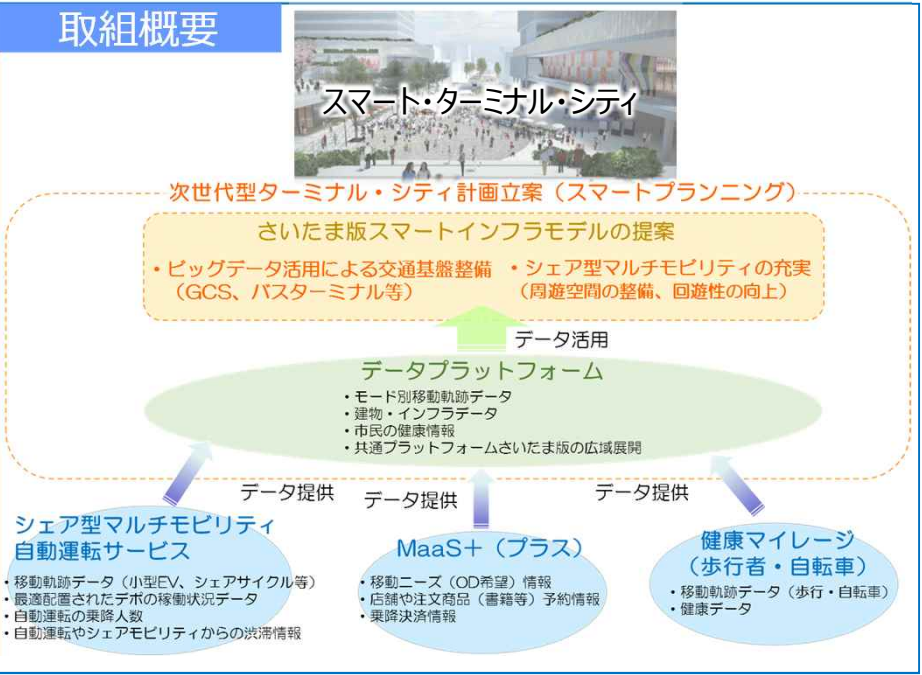 取組概要
スマート・ターミナル・シティ
次世代型ターミナル・シティ計画立案（スマートプランニング）
さいたま版スマートインフラモデルの提案
・ビッグデータ活用による交通基盤整備
（GCS、バスターミナル等）
・シェア型マルチモビリティの充実
（周遊空間の整備、回遊性の向上）
データ活用
データプラットフォーム
・モード別移動軌跡データ
・建物・インフラデータ
・市民の健康情報
・共通プラットフォームさいたま版の広域展開
データ提供
データ提供
データ提供
シェア型マルチモビリティ
自動運転サービス
・移動軌跡データ（小型EV、シェアサイクル等）
・最適配置されたデポの稼働状況データ
・自動運転の乗降人数
・自動運転やシェアモビリティからの渋滞情報
MaaS＋（プラス）
・移動ニーズ（OD希望）情報
・店舗や注文商品（書籍等）予約情報
・乗降決済情報
健康マイレージ
（歩行者・自転車）
・移動軌跡データ（歩行・自転車）
・健康データ